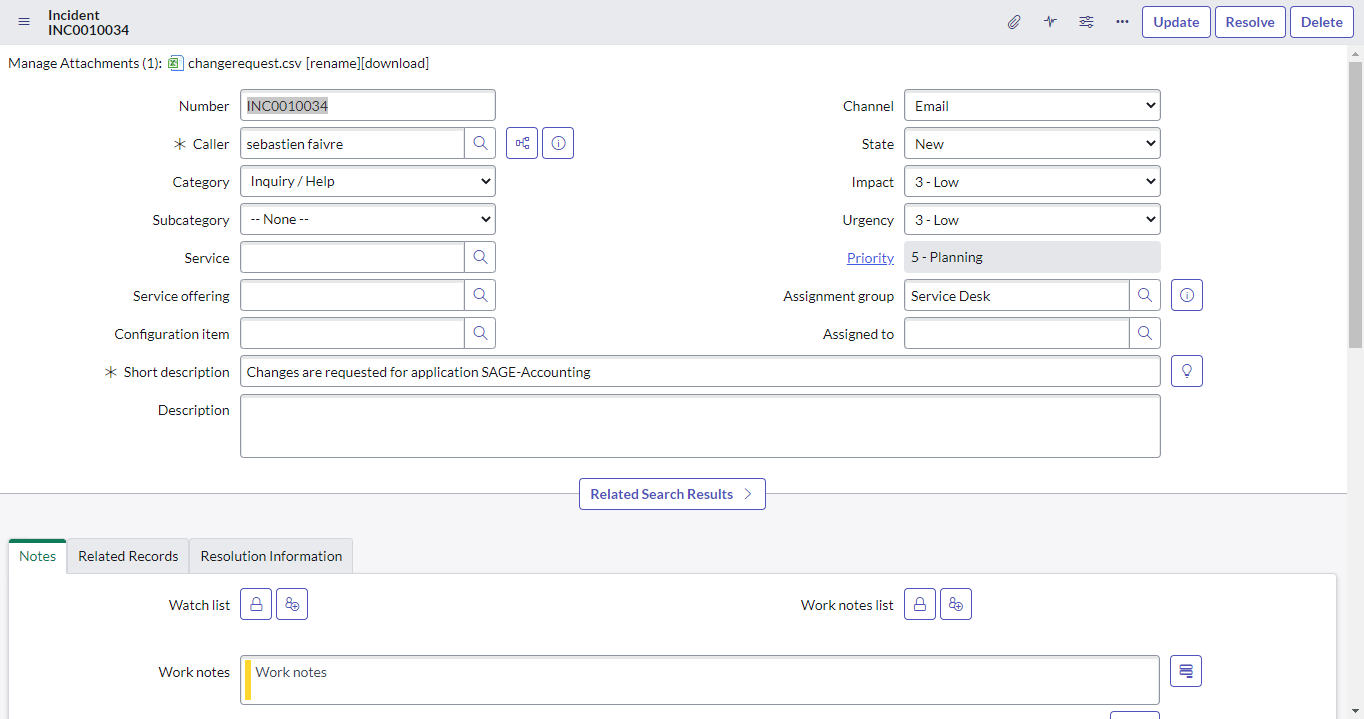 Incident
INC0010034
Update
Resolve
Delete
Manage Attachments (1): changerequest.csv [rename][download]
Number INC0010034
Channel Email
Caller sebastien faivre
State New
Category Inquiry / Help
Impact 3 - Low
Subcategory -- None --
Urgency 3 - Low
Service
Priority 5 - Planning
Service offering
Assignment group Service Desk
Configuration item
Assigned to
Short description Changes are requested for application SAGE-Accounting
Description
Related Search Results
Notes Related Records Resolution Information
Watch list
Work notes list
Work notes Work notes